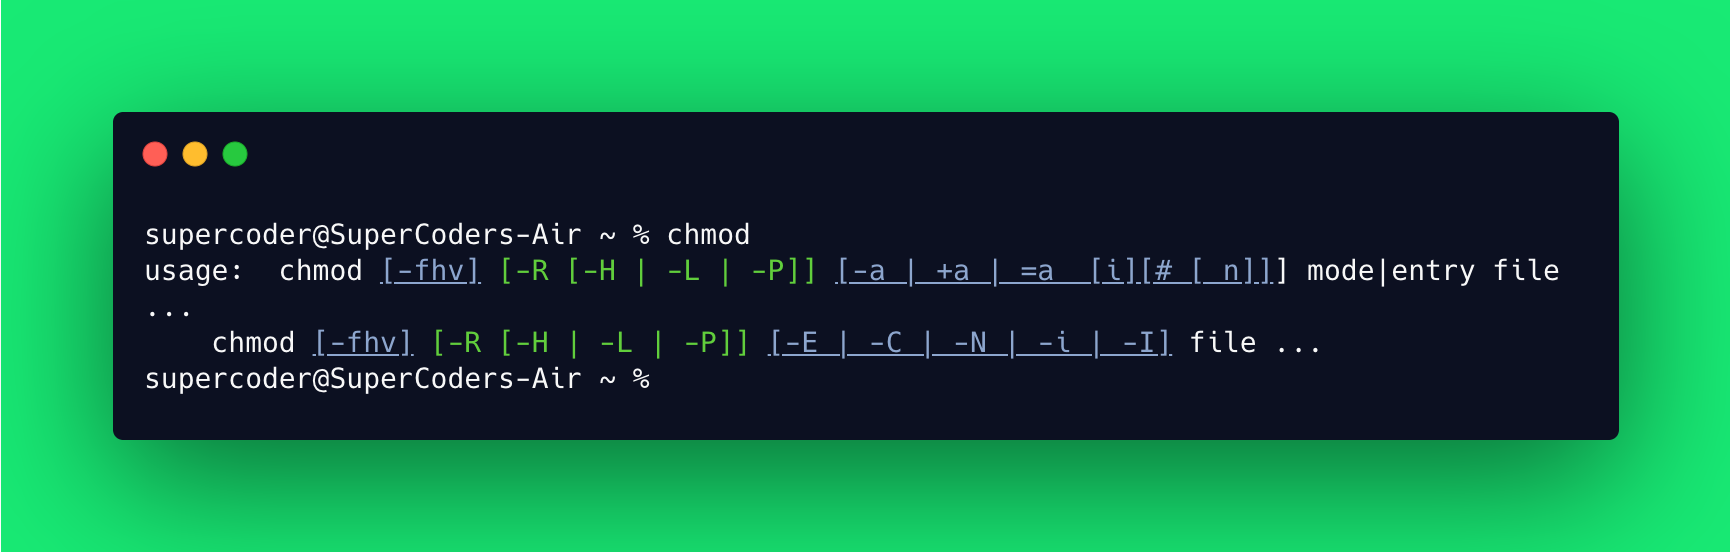 supercoder@SuperCoders-Air ~ % chmod
usage:  chmod [-fhv] [-R [-H | -L | -P]] [-a | +a | =a  [i][# [ n]]] mode|entry file
...
    chmod [-fhv] [-R [-H | -L | -P]] [-E | -C | -N | -i | -I] file ...
supercoder@SuperCoders-Air ~ %